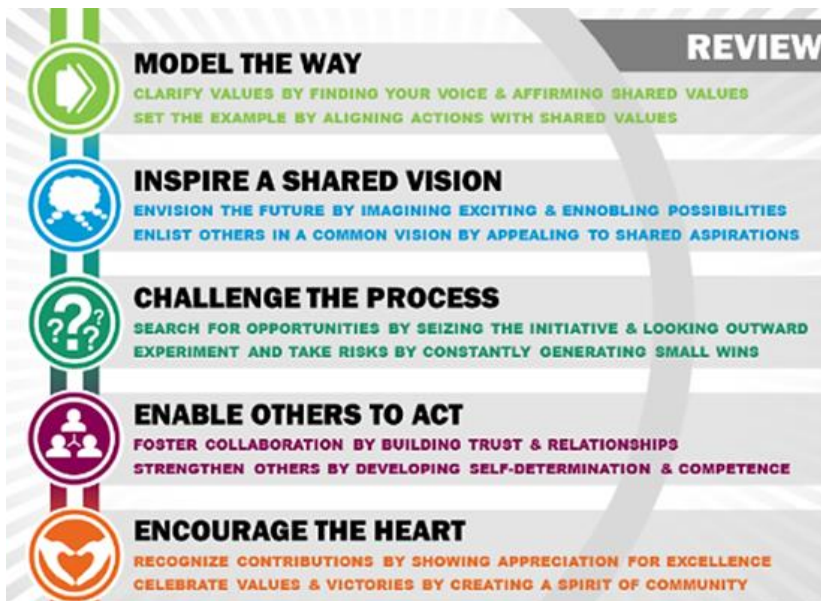 REVIEW
MODEL THE WAY
CLARIFY VALUES BY FINDING YOUR VOICE & AFFIRMING SHARED VALUES
SET THE EXAMPLE BY ALIGNING ACTIONS WITH SHARED VALUES
INSPIRE A SHARED VISION
ENVISION THE FUTURE BY IMAGINING EXCITING & ENNOBLING POSSIBILITIES
ENLIST OTHERS IN A COMMON VISION BY APPEALING TO SHARED ASPIRATIONS
CHALLENGE THE PROCESS
SEARCH FOR OPPORTUNITIES BY SEIZING THE INITIATIVE & LOOKING OUTWARD
EXPERIMENT AND TAKE RISKS BY CONSTANTLY GENERATING SMALL WINS
ENABLE OTHERS TO ACT
FOSTER COLLABORATION BY BUILDING TRUST & RELATIONSHIPS
STRENGTHEN OTHERS BY DEVELOPING SELF-DETERMINATION & COMPETENCE
ENCOURAGE THE HEART
RECOGNIZE CONTRIBUTIONS BY SHOWING APPRECIATION FOR EXCELLENCE
CELEBRATE VALUES & VICTORIES BY CREATING A SPIRIT OF COMMUNITY